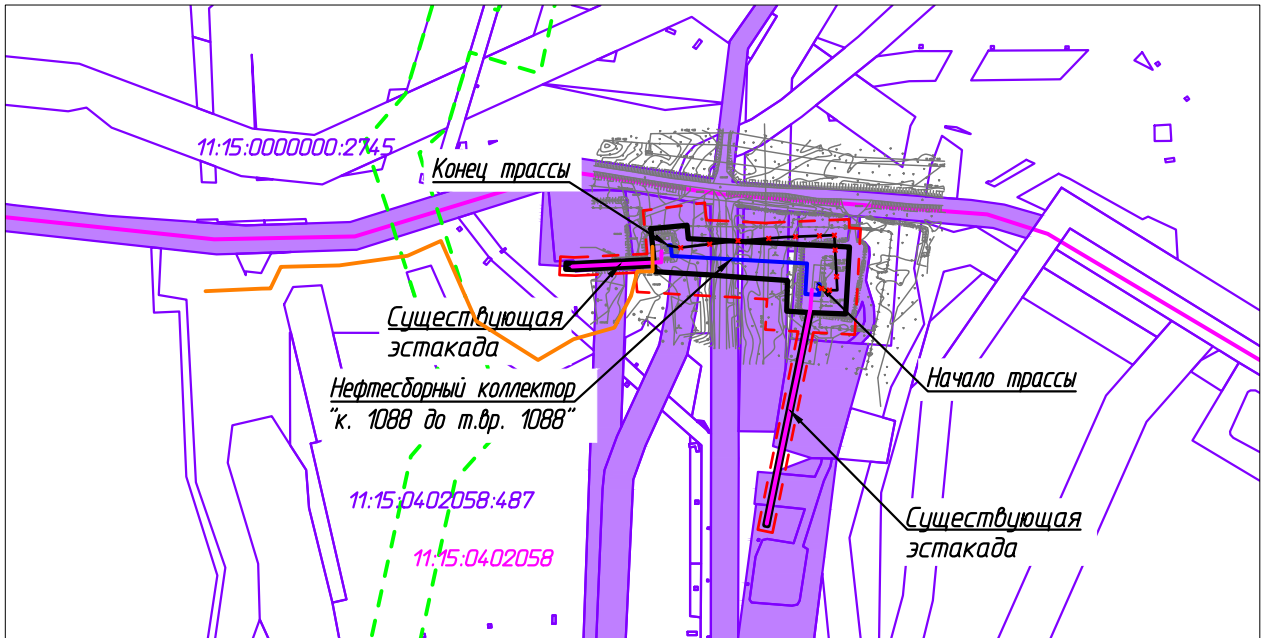 11:15:0000000:2745
Конец трассы
Существующая
эстакада
Нефтесборный коллектор
"к. 1088 до т.вр. 1088"
Начало трассы
11:15:0402058:487
Существующая
эстакада
11:15:0402058